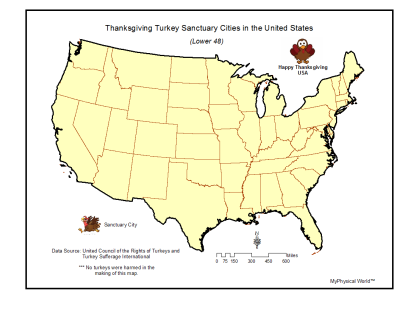 Thanksgiving Turkey Sanctuary Cities in the United States
(Lower 48)
Happy Thanksgiving
USA
Sanctuary City
Data Source: United Council of the Rights of Turkeys and
Turkey Sufferage International
*** No turkeys were harmed in the
making of this map
N
Miles
0 75 150 300 450 600
MyPhysical World™